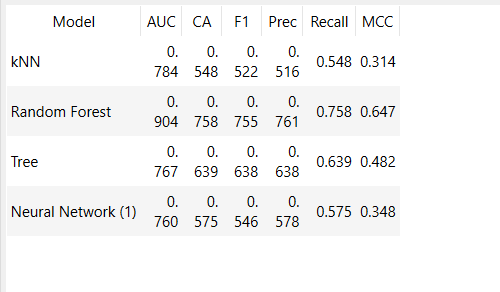 Model AUC CA F1 Prec Recall MCC
kNN 0.784 0.548 0.522 0.516 0.548 0.314
Random Forest 0.904 0.758 0.755 0.761 0.758 0.647
Tree 0.767 0.639 0.638 0.638 0.639 0.482
Neural Network (1) 0.760 0.575 0.546 0.578 0.575 0.348